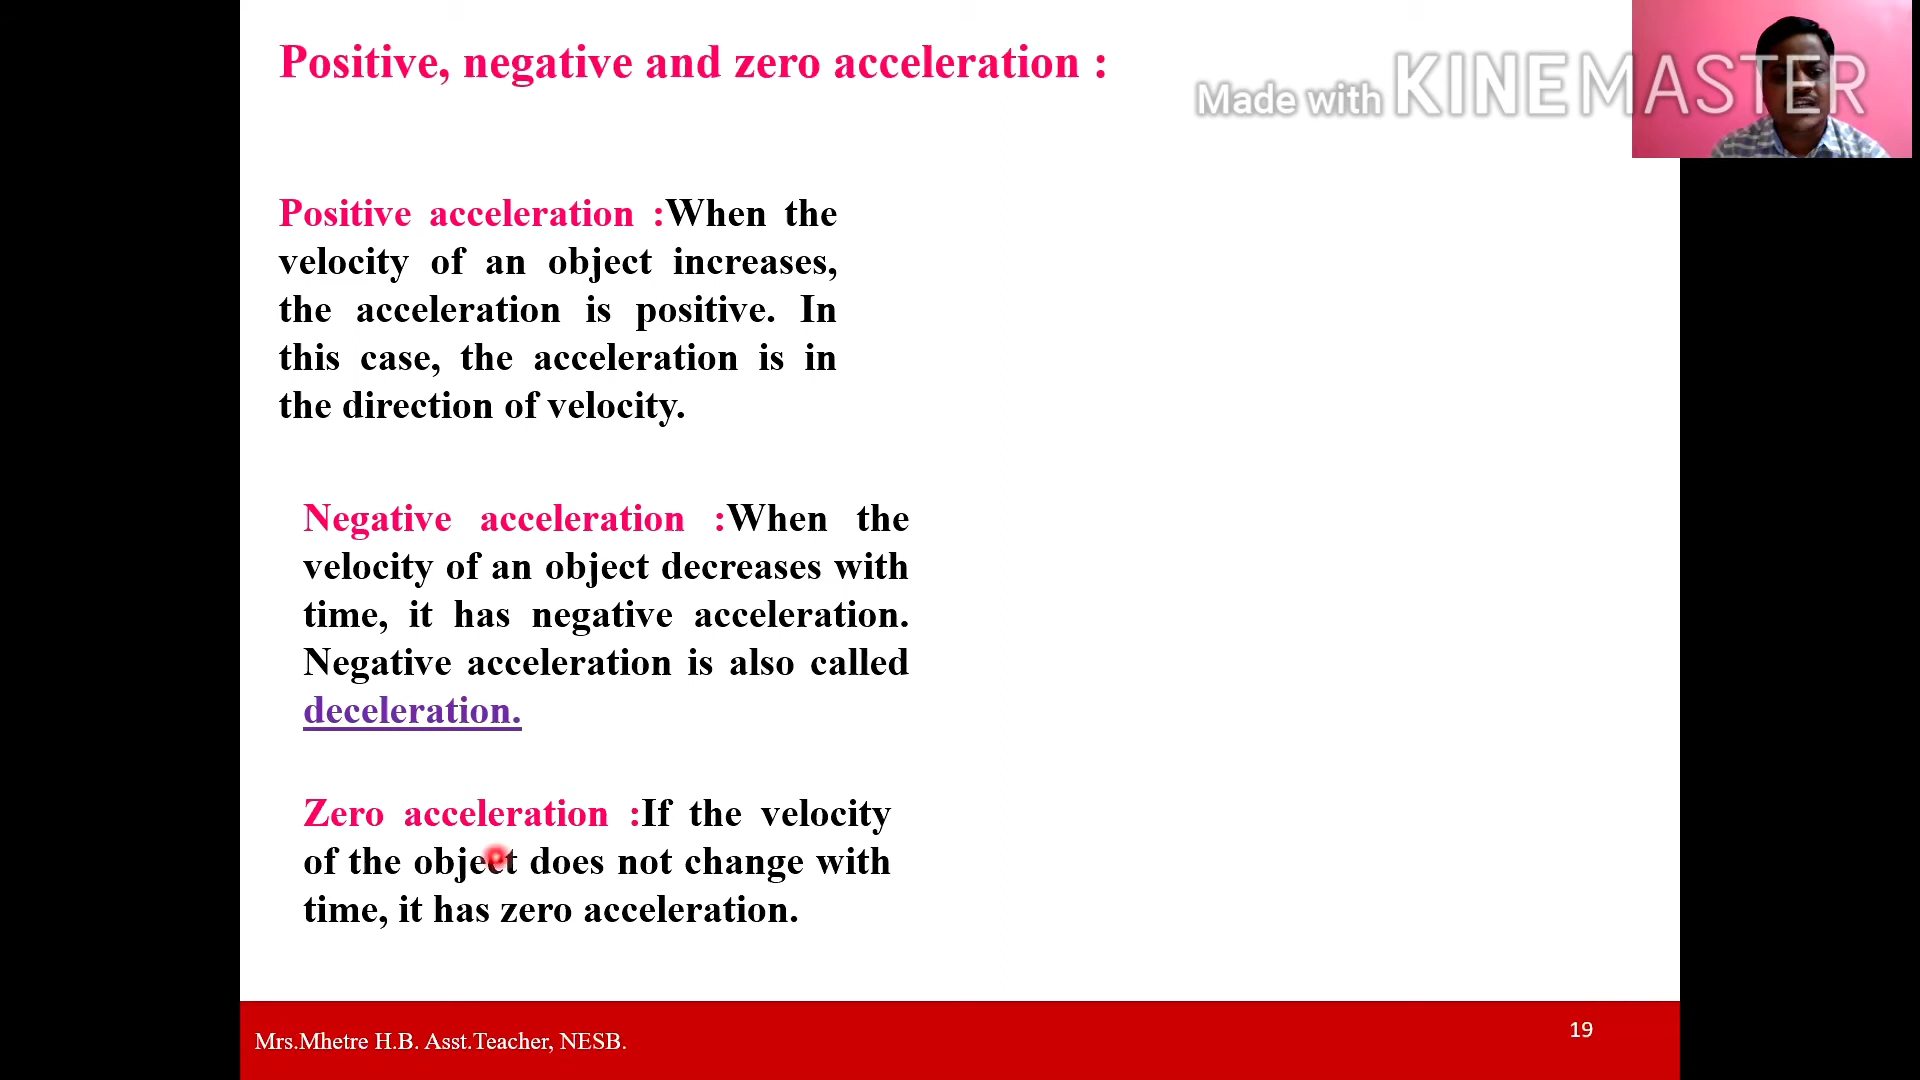 Positive, negative and zero acceleration :
Made with KINEMASTER
Positive acceleration :When the
velocity of an object increases,
the acceleration is positive. In
this case, the acceleration is in
the direction of velocity.
Negative acceleration :When the
velocity of an object decreases with
time, it has negative acceleration.
Negative acceleration is also called
deceleration.
Zero acceleration :If the velocity
of the object does not change with
time, it has zero acceleration.
Mrs.Mhetre H.B. Asst.Teacher, NESB.
19